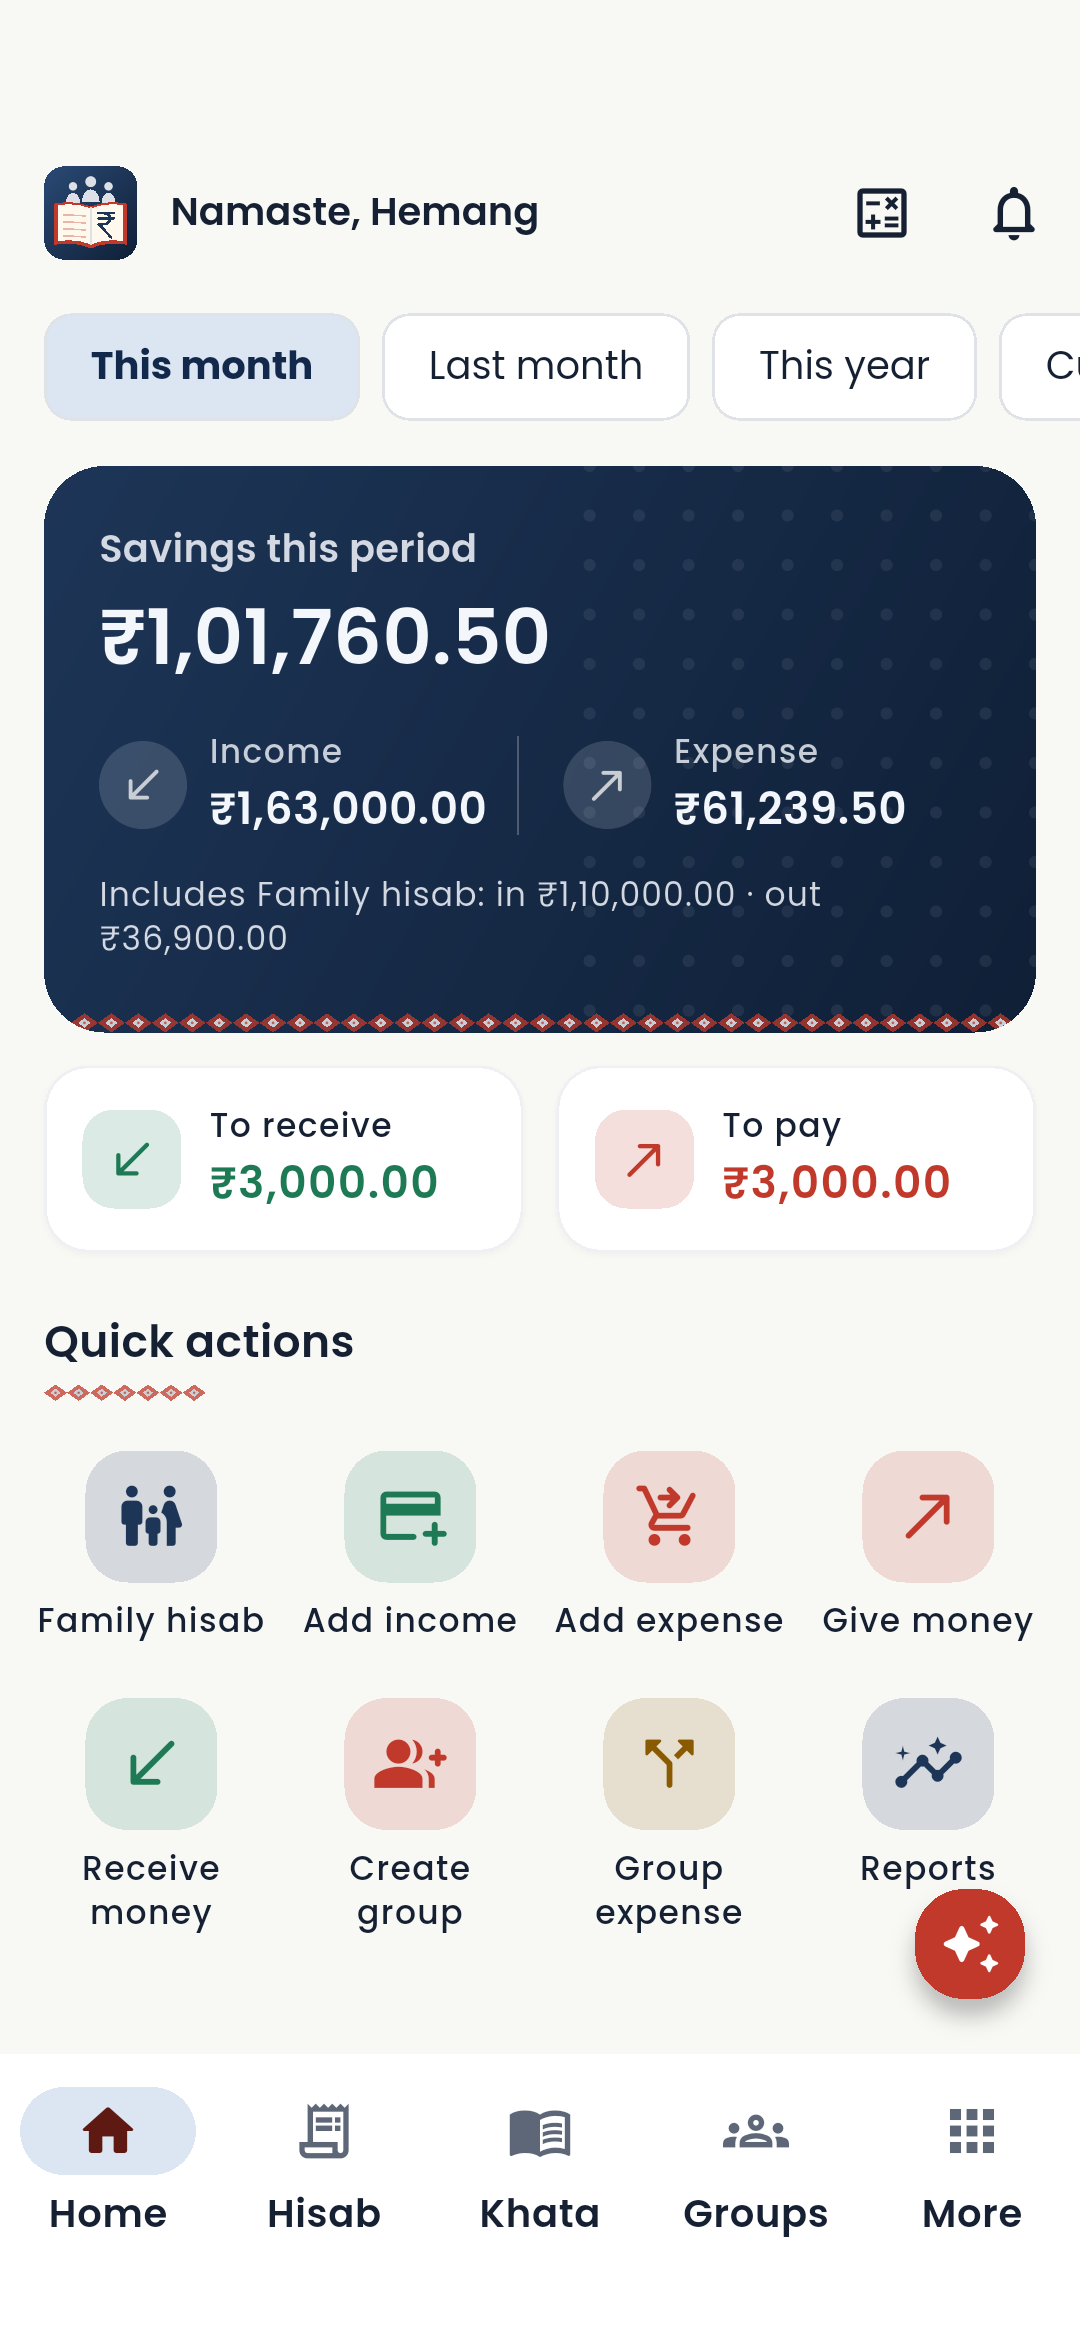 Namaste, Hemang
This month
Last month
This year
Savings this period
₹1,01,760.50
Income
₹1,63,000.00
Expense
₹61,239.50
Includes Family hisab: in ₹1,10,000.00 · out
₹36,900.00
To receive
₹3,000.00
To pay
₹3,000.00
Quick actions
Family hisab
Add income
Add expense
Give money
Receive
money
Create
group
Group
expense
Reports
Home
Hisab
Khata
Groups
More